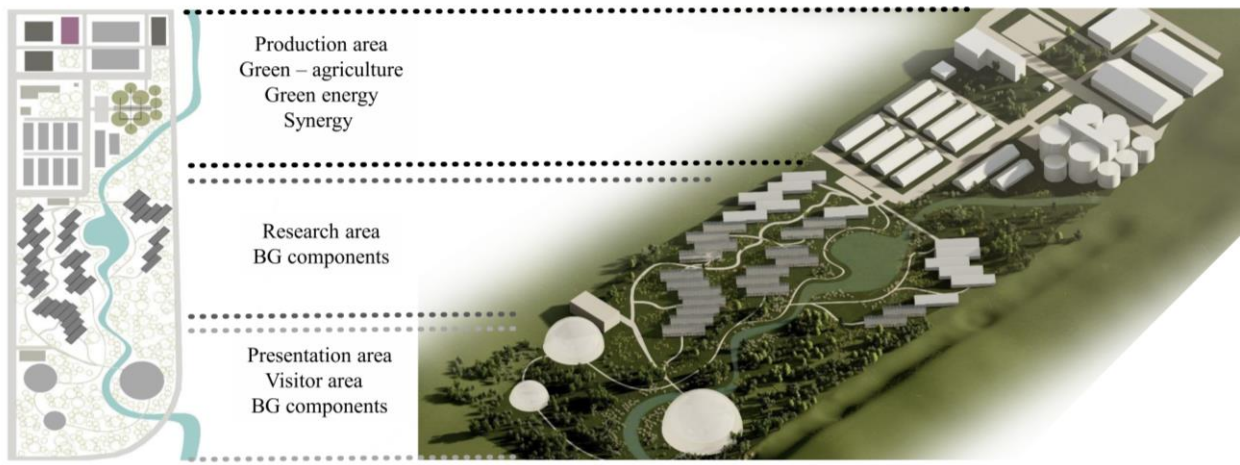 Production area
Green – agriculture
Green energy
Synergy
Research area
BG components
Presentation area
Visitor area
BG components